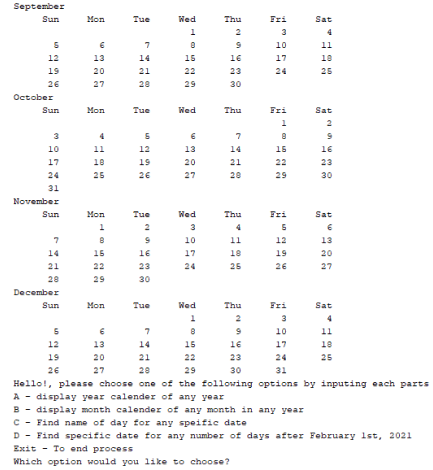 September
Sun Mon Tue Wed Thu Fri Sat
1 2 3 4
5 6 7 8 9 10 11
12 13 14 15 16 17 18
19 20 21 22 23 24 25
26 27 28 29 30
October
Sun Mon Tue Wed Thu Fri Sat
1 2
3 4 5 6 7 8 9
10 11 12 13 14 15 16
17 18 19 20 21 22 23
24 25 26 27 28 29 30
31
November
Sun Mon Tue Wed Thu Fri Sat
1 2 3 4 5 6
7 8 9 10 11 12 13
14 15 16 17 18 19 20
21 22 23 24 25 26 27
28 29 30
December
Sun Mon Tue Wed Thu Fri Sat
1 2 3 4
5 6 7 8 9 10 11
12 13 14 15 16 17 18
19 20 21 22 23 24 25
26 27 28 29 30 31
Hello!, please choose one of the following options by inputing each parts
A - display year calender of any year
B - display month calender of any month in any year
C - Find name of day for any speific date
D - Find specific date for any number of days after February 1st, 2021
Exit - To end process
Which option would you like to choose?